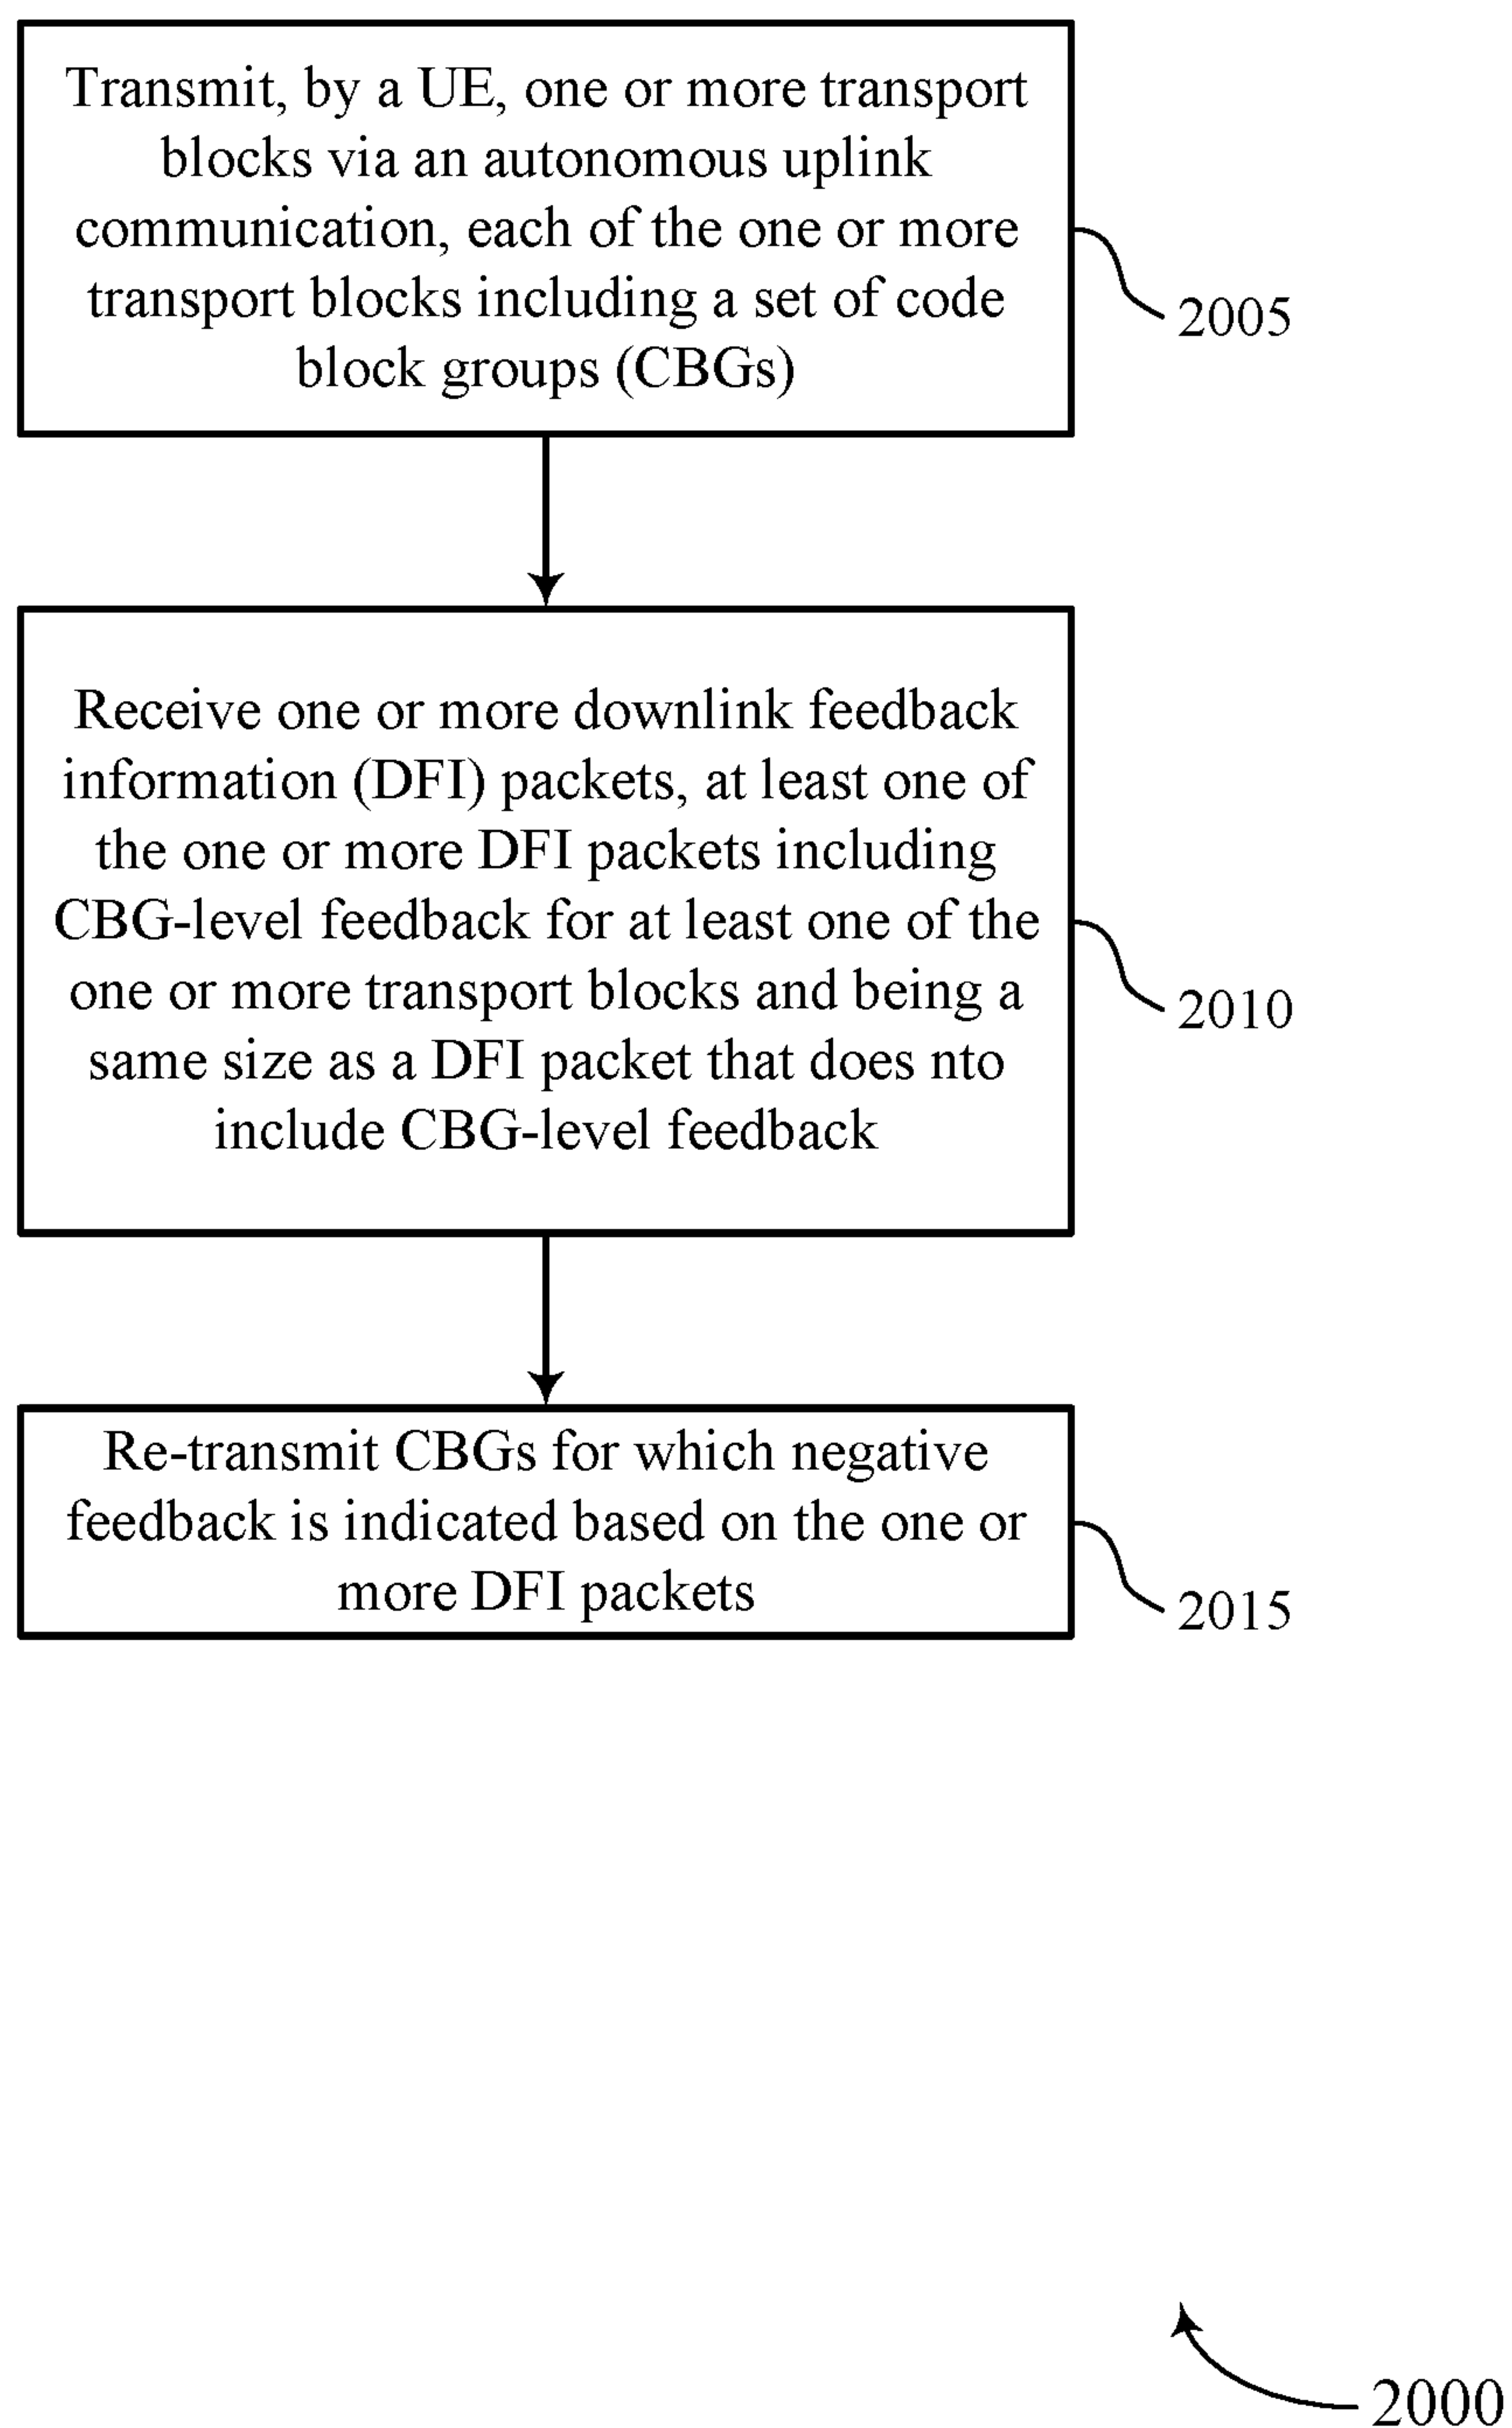 Transmit, by a UE, one or more transport
blocks via an autonomous uplink
communication, each of the one or more
transport blocks including a set of code
block groups (CBGs)
2005
Receive one or more downlink feedback
information (DFI) packets, at least one of
the one or more DFI packets including
CBG-level feedback for at least one of the
one or more transport blocks and being a
same size as a DFI packet that does nto
include CBG-level feedback
2010
Re-transmit CBGs for which negative
feedback is indicated based on the one or
more DFI packets
2015
2000